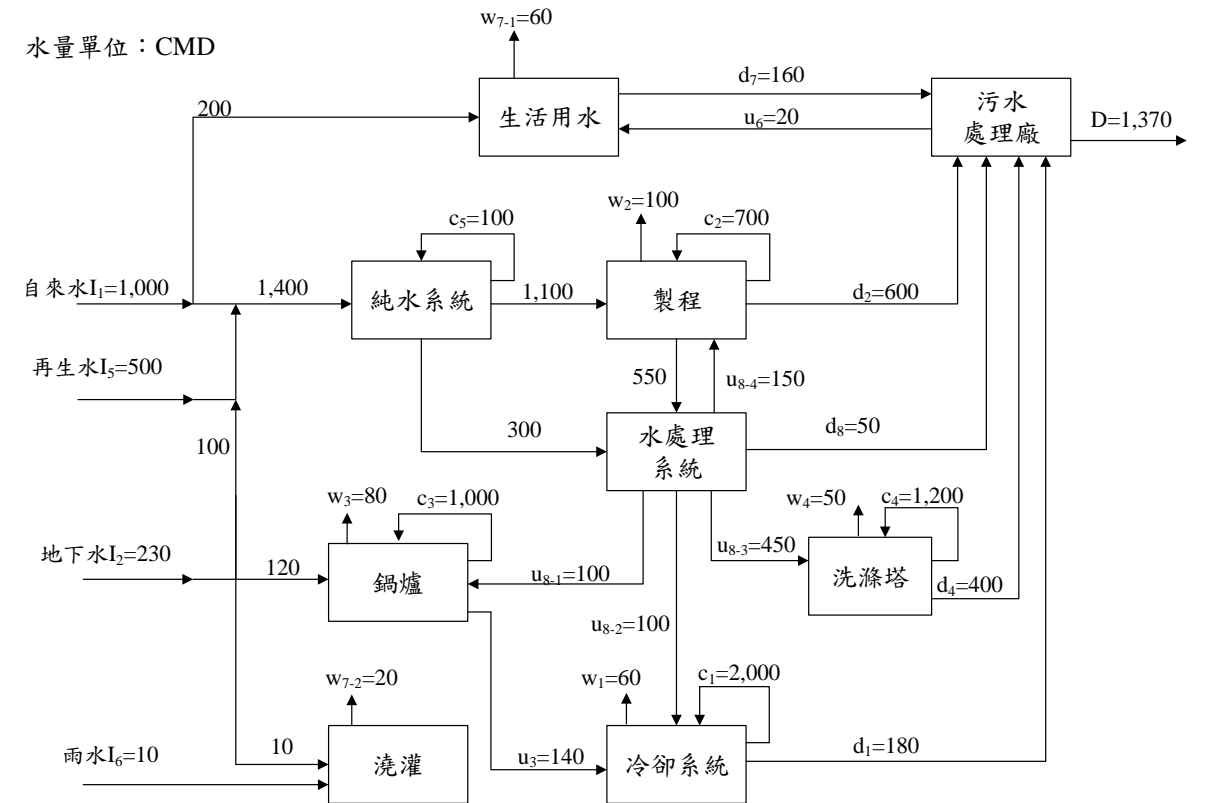 w7-1=60
水量單位：CMD
d7=160
200
生活用水
u6=20
污水
處理廠
D=1,370
w2=100
c5=100
c2=700
自來水I1=1,000
1,400
純水系統
1,100
製程
d2=600
再生水I5=500
550
u8-4=150
100
300
水處理
系統
d8=50
w3=80
c3=1,000
w4=50
c4=1,200
地下水I2=230
120
鍋爐
u8-1=100
u8-3=450
洗滌塔
d4=400
u8-2=100
w7-2=20
w1=60
c1=2,000
雨水I6=10
10
澆灌
u3=140
冷卻系統
d1=180